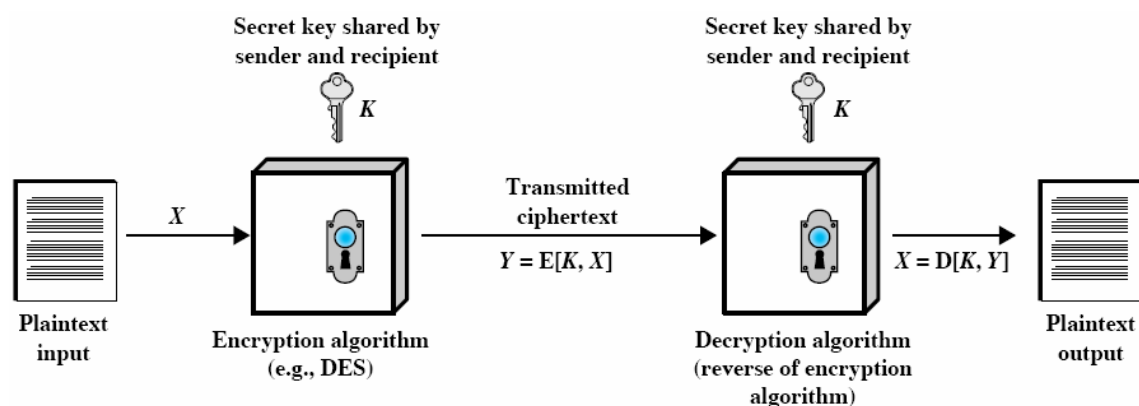 Secret key shared by
sender and recipient
K
Secret key shared by
sender and recipient
K
X
Transmitted
ciphertext
Y = E[K, X]
X = D[K, Y]
Plaintext
input
Encryption algorithm
(e.g., DES)
Decryption algorithm
(reverse of encryption
algorithm)
Plaintext
output